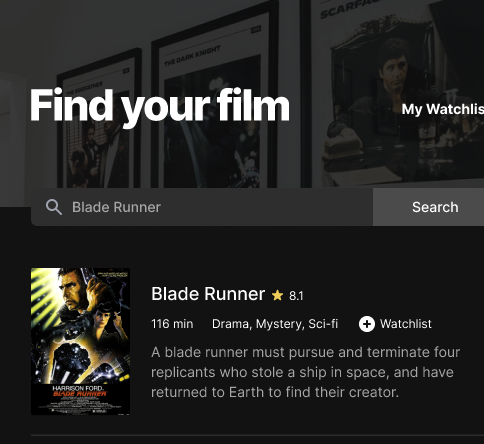 SCARFACE
THE DARK KNIGHT
Find your film
My Watchlis
Blade Runner
Search
Blade Runner 8.1
116 min Drama, Mystery, Sci-fi Watchlist
A blade runner must pursue and terminate four
replicants who stole a ship in space, and have
returned to Earth to find their creator.
HARRISON FORD
BLADE RUNNER